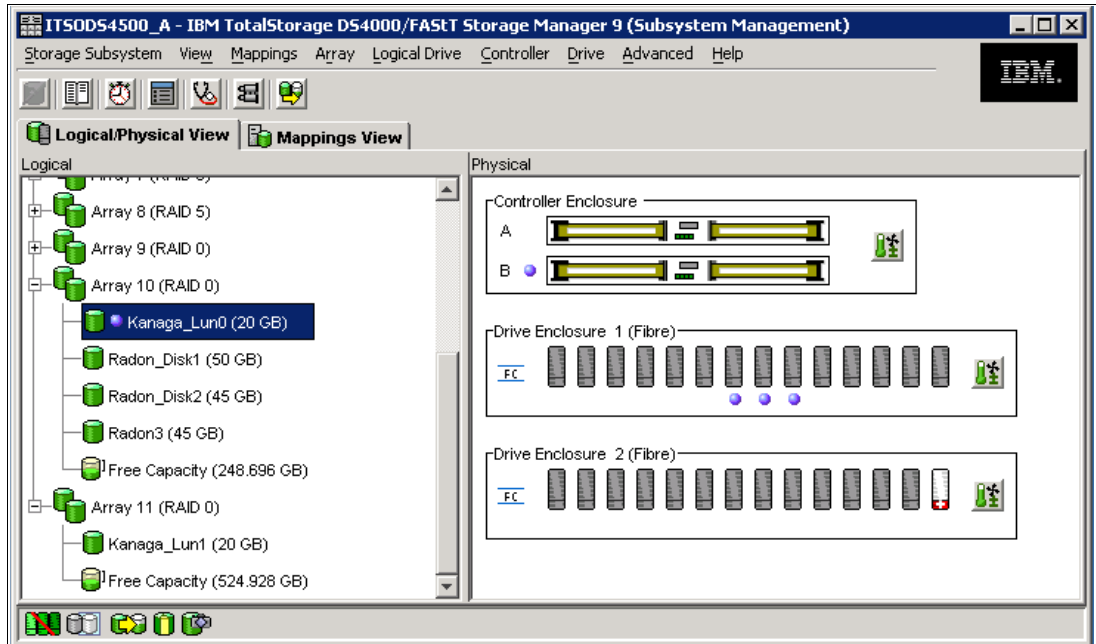 ITSODS4500_A - IBM TotalStorage DS4000/FAStT Storage Manager 9 (Subsystem Management)
Storage Subsystem View Mappings Array Logical Drive Controller Drive Advanced Help
IBM.
Logical/Physical View Mappings View
Logical
Array 8 (RAID 5)
Array 9 (RAID 0)
Array 10 (RAID 0)
Kanaga_Lun0 (20 GB)
Radon_Disk1 (50 GB)
Radon_Disk2 (45 GB)
Radon3 (45 GB)
Free Capacity (248.696 GB)
Array 11 (RAID 0)
Kanaga_Lun1 (20 GB)
Free Capacity (524.928 GB)
Physical
Controller Enclosure
A
B
Drive Enclosure 1 (Fibre)
FC
Drive Enclosure 2 (Fibre)
FC